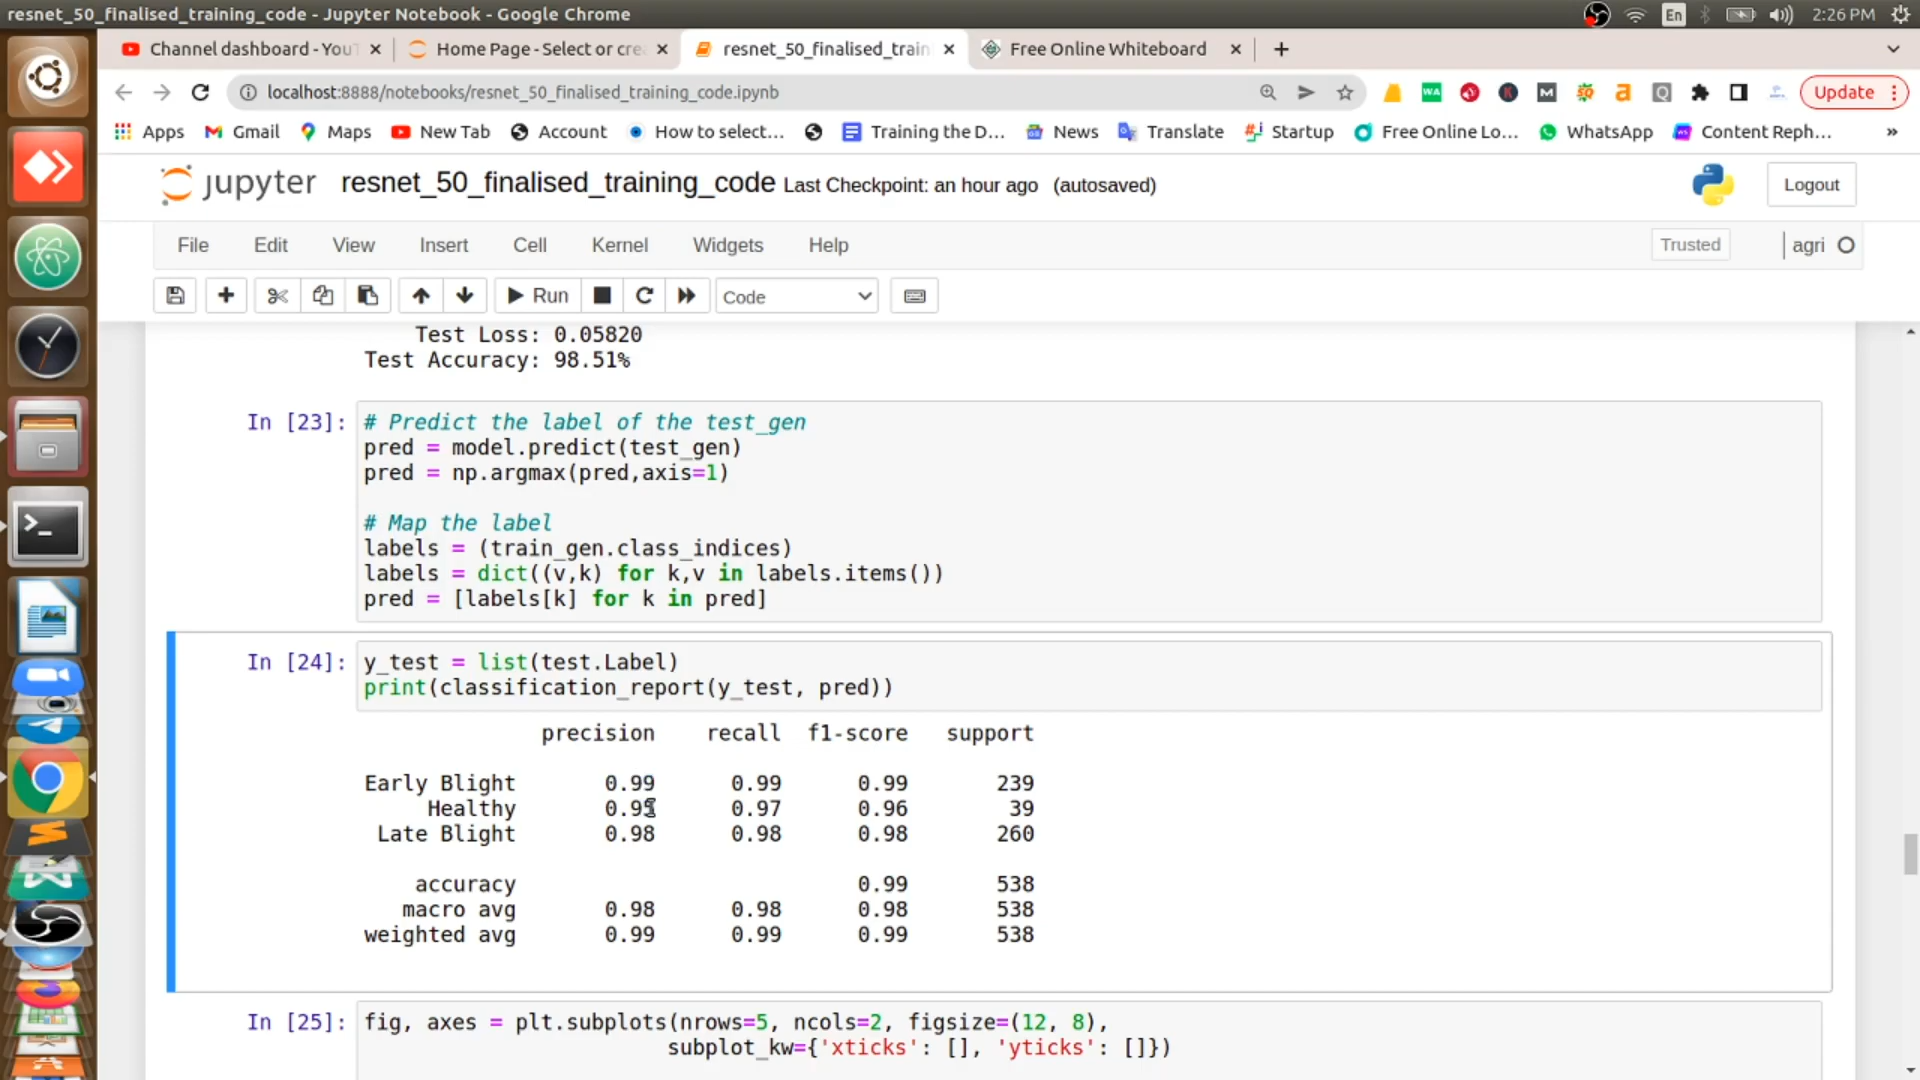 resnet_50_finalised_training_code - Jupyter Notebook - Google Chrome
En
2:26 PM
Channel dashboard - YouT
Home Page - Select or crea
resnet_50_finalised_train
Free Online Whiteboard
localhost:8888/notebooks/resnet_50_finalised_training_code.ipynb
Update
Apps
Gmail
Maps
New Tab
Account
How to select...
Training the D...
News
Translate
Startup
Free Online Lo...
WhatsApp
Content Reph...
»
jupyter
resnet_50_finalised_training_code Last Checkpoint: an hour ago (autosaved)
Logout
File Edit View Insert Cell Kernel Widgets Help
Trusted
agri
Run
Code
Test Loss: 0.05820
Test Accuracy: 98.51%
In [23]:
# Predict the label of the test_gen
pred = model.predict(test_gen)
pred = np.argmax(pred,axis=1)
# Map the label
labels = (train_gen.class_indices)
labels = dict((v,k) for k,v in labels.items())
pred = [labels[k] for k in pred]
In [24]:
y_test = list(test.Label)
print(classification_report(y_test, pred))
precision recall f1-score support
Early Blight 0.99 0.99 0.99 239
Healthy 0.95 0.97 0.96 39
Late Blight 0.98 0.98 0.98 260
accuracy 0.99 538
macro avg 0.98 0.98 0.98 538
weighted avg 0.99 0.99 0.99 538
In [25]:
fig, axes = plt.subplots(nrows=5, ncols=2, figsize=(12, 8),
subplot_kw={'xticks': [], 'yticks': []})